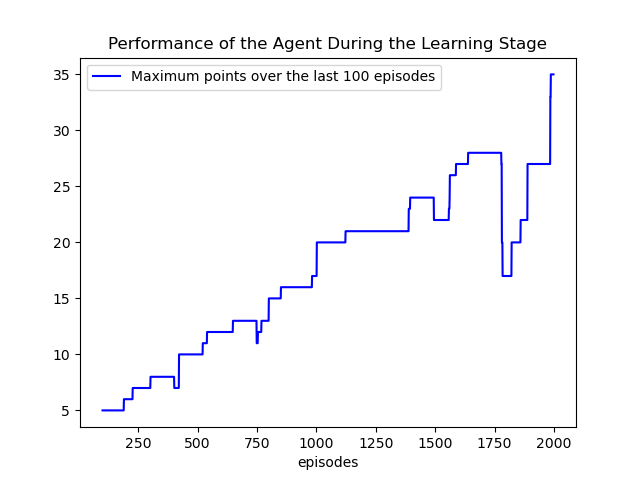 Performance of the Agent During the Learning Stage
Maximum points over the last 100 episodes
35
30
25
20
15
10
5
250 500 750 1000 1250 1500 1750 2000
episodes